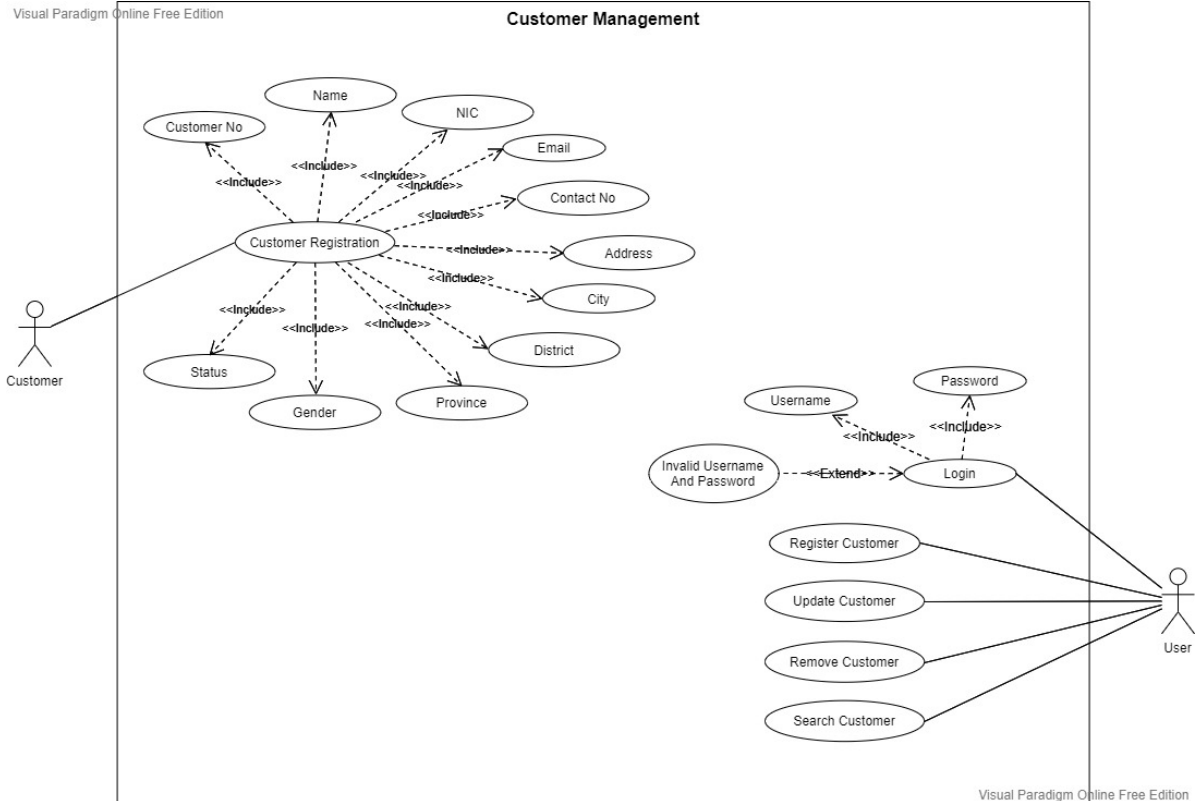 Visual Paradigm Online Free Edition
Customer Management
Name
NIC
Customer No
Email
<<Include>>
<<Include>>
<<Include>>
<<Include>>
Contact No
<<Include>>
Customer Registration
<<Include>>
Address
<<Include>>
City
<<Include>>
<<Include>>
<<Include>>
<<Include>>
District
Status
Customer
Gender
Province
Password
Username
<<Include>>
<<Include>>
Invalid Username
And Password
<<Extend>>
Login
Register Customer
Update Customer
User
Remove Customer
Search Customer
Visual Paradigm Online Free Edition